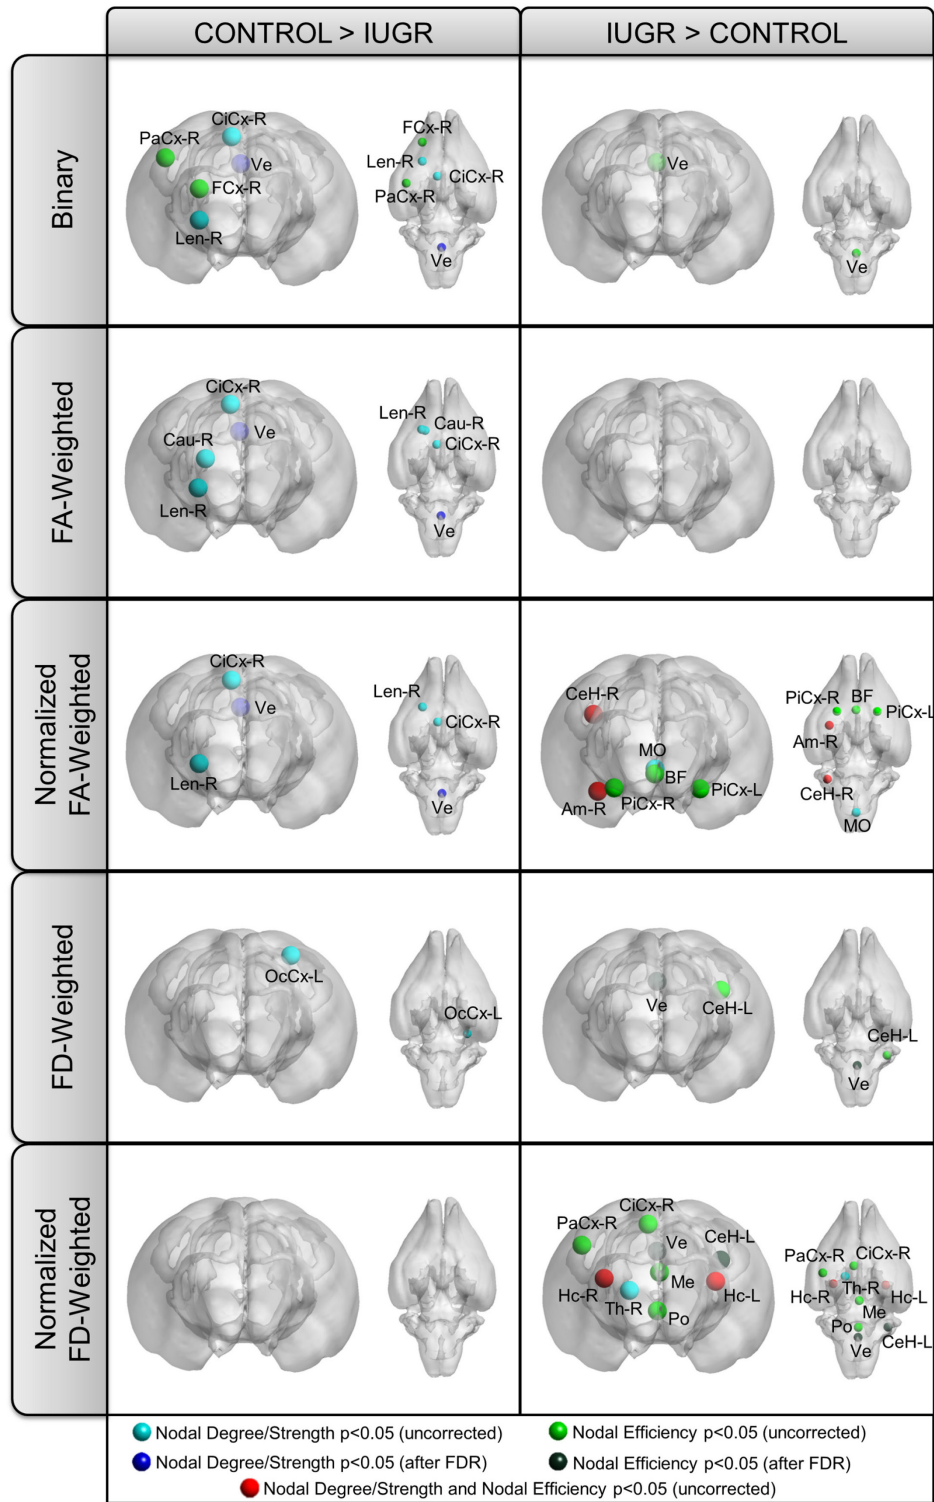 CONTROL > IUGR
IUGR > CONTROL
Binary
CiCx-R
PaCx-R
Ve
FCx-R
Len-R
FCx-R
Len-R
CiCx-R
PaCx-R
Ve
Ve
Ve
FA-Weighted
CiCx-R
Ve
Cau-R
Len-R
Len-R
Cau-R
CiCx-R
Ve
Normalized
FA-Weighted
CiCx-R
Ve
Len-R
Len-R
CiCx-R
Ve
CeH-R
MO
BF
Am-R
PiCx-R
PiCx-L
PiCx-R
BF
PiCx-L
Am-R
CeH-R
MO
FD-Weighted
OcCx-L
OcCx-L
Ve
CeH-L
CeH-L
Ve
Normalized
FD-Weighted
CiCx-R
PaCx-R
Ve
CeH-L
Me
Hc-R
Hc-L
Th-R
Po
PaCx-R
CiCx-R
Th-R
Hc-R
Hc-L
Me
Po
CeH-L
Ve
Nodal Degree/Strength p<0.05 (uncorrected)
Nodal Efficiency p<0.05 (uncorrected)
Nodal Degree/Strength p<0.05 (after FDR)
Nodal Efficiency p<0.05 (after FDR)
Nodal Degree/Strength and Nodal Efficiency p<0.05 (uncorrected)